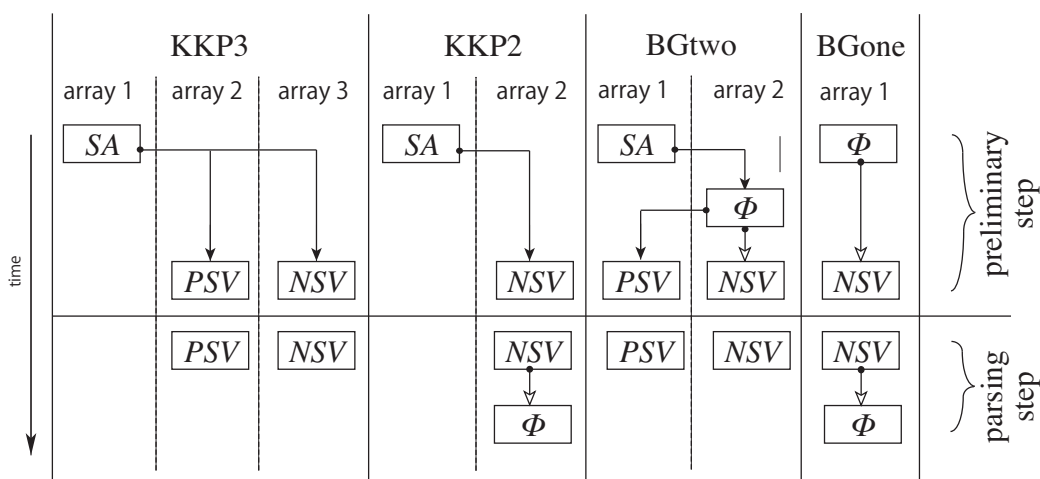 KKP3 KKP2 BGtwo BGone
array 1 array 2 array 3 array 1 array 2 array 1 array 2 array 1
SA SA SA Φ
Φ
PSV NSV NSV PSV NSV NSV
preliminary
step
time
PSV NSV NSV PSV NSV NSV
Φ Φ
parsing
step